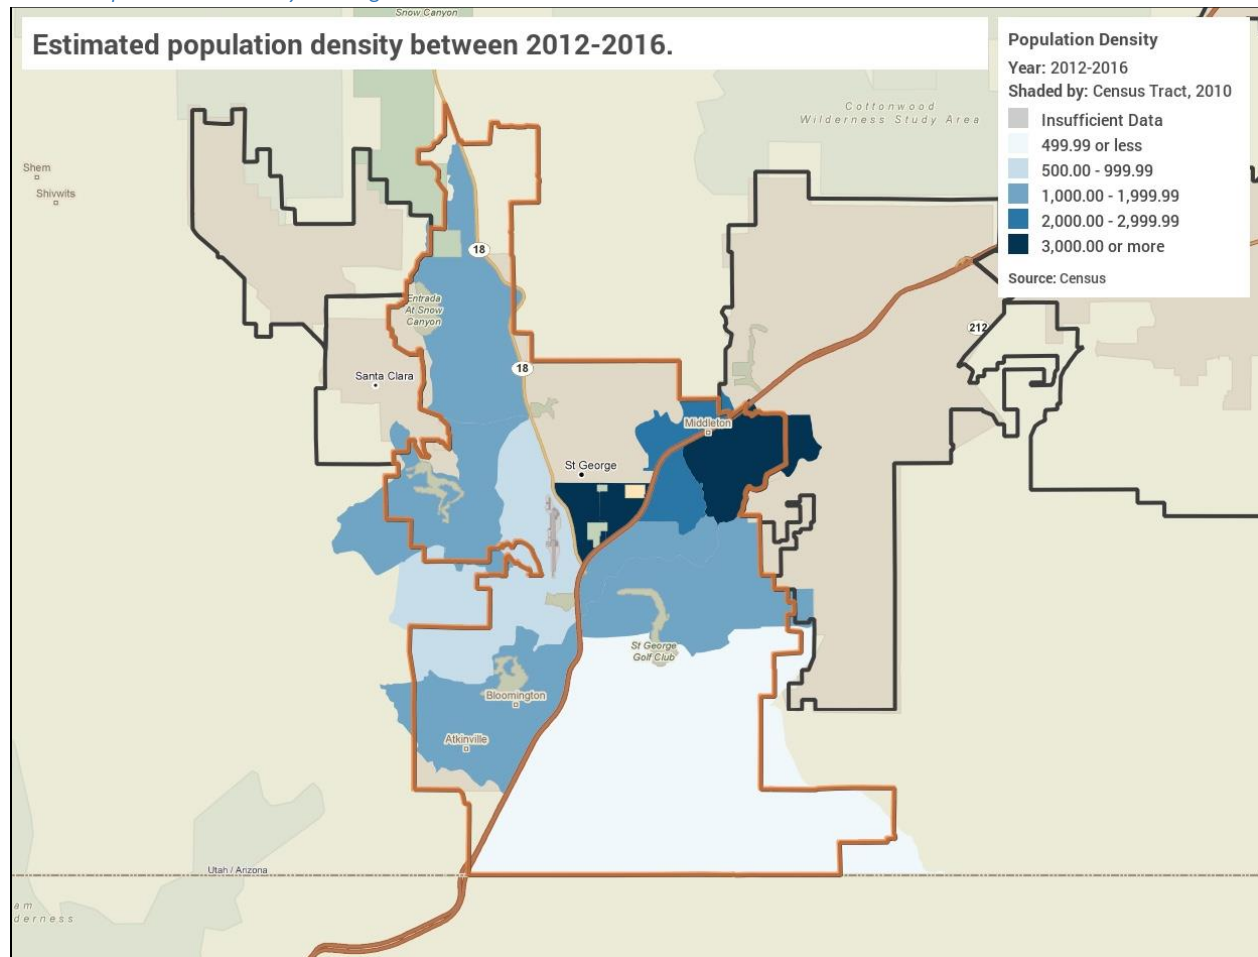 Snow Canyon
Estimated population density between 2012-2016.
Population Density
Year: 2012-2016
Shaded by: Census Tract, 2010
Insufficient Data
499.99 or less
500.00 - 999.99
1,000.00 - 1,999.99
2,000.00 - 2,999.99
3,000.00 or more
Source: Census
Cottonwood
Wilderness Study Area
Shem
Shivwits
18
Entrada
At Snow
Canyon
212
18
Santa Clara
Middleton
St George
St George
Golf Club
Bloomington
Atkinville
Utah / Arizona
am
derness